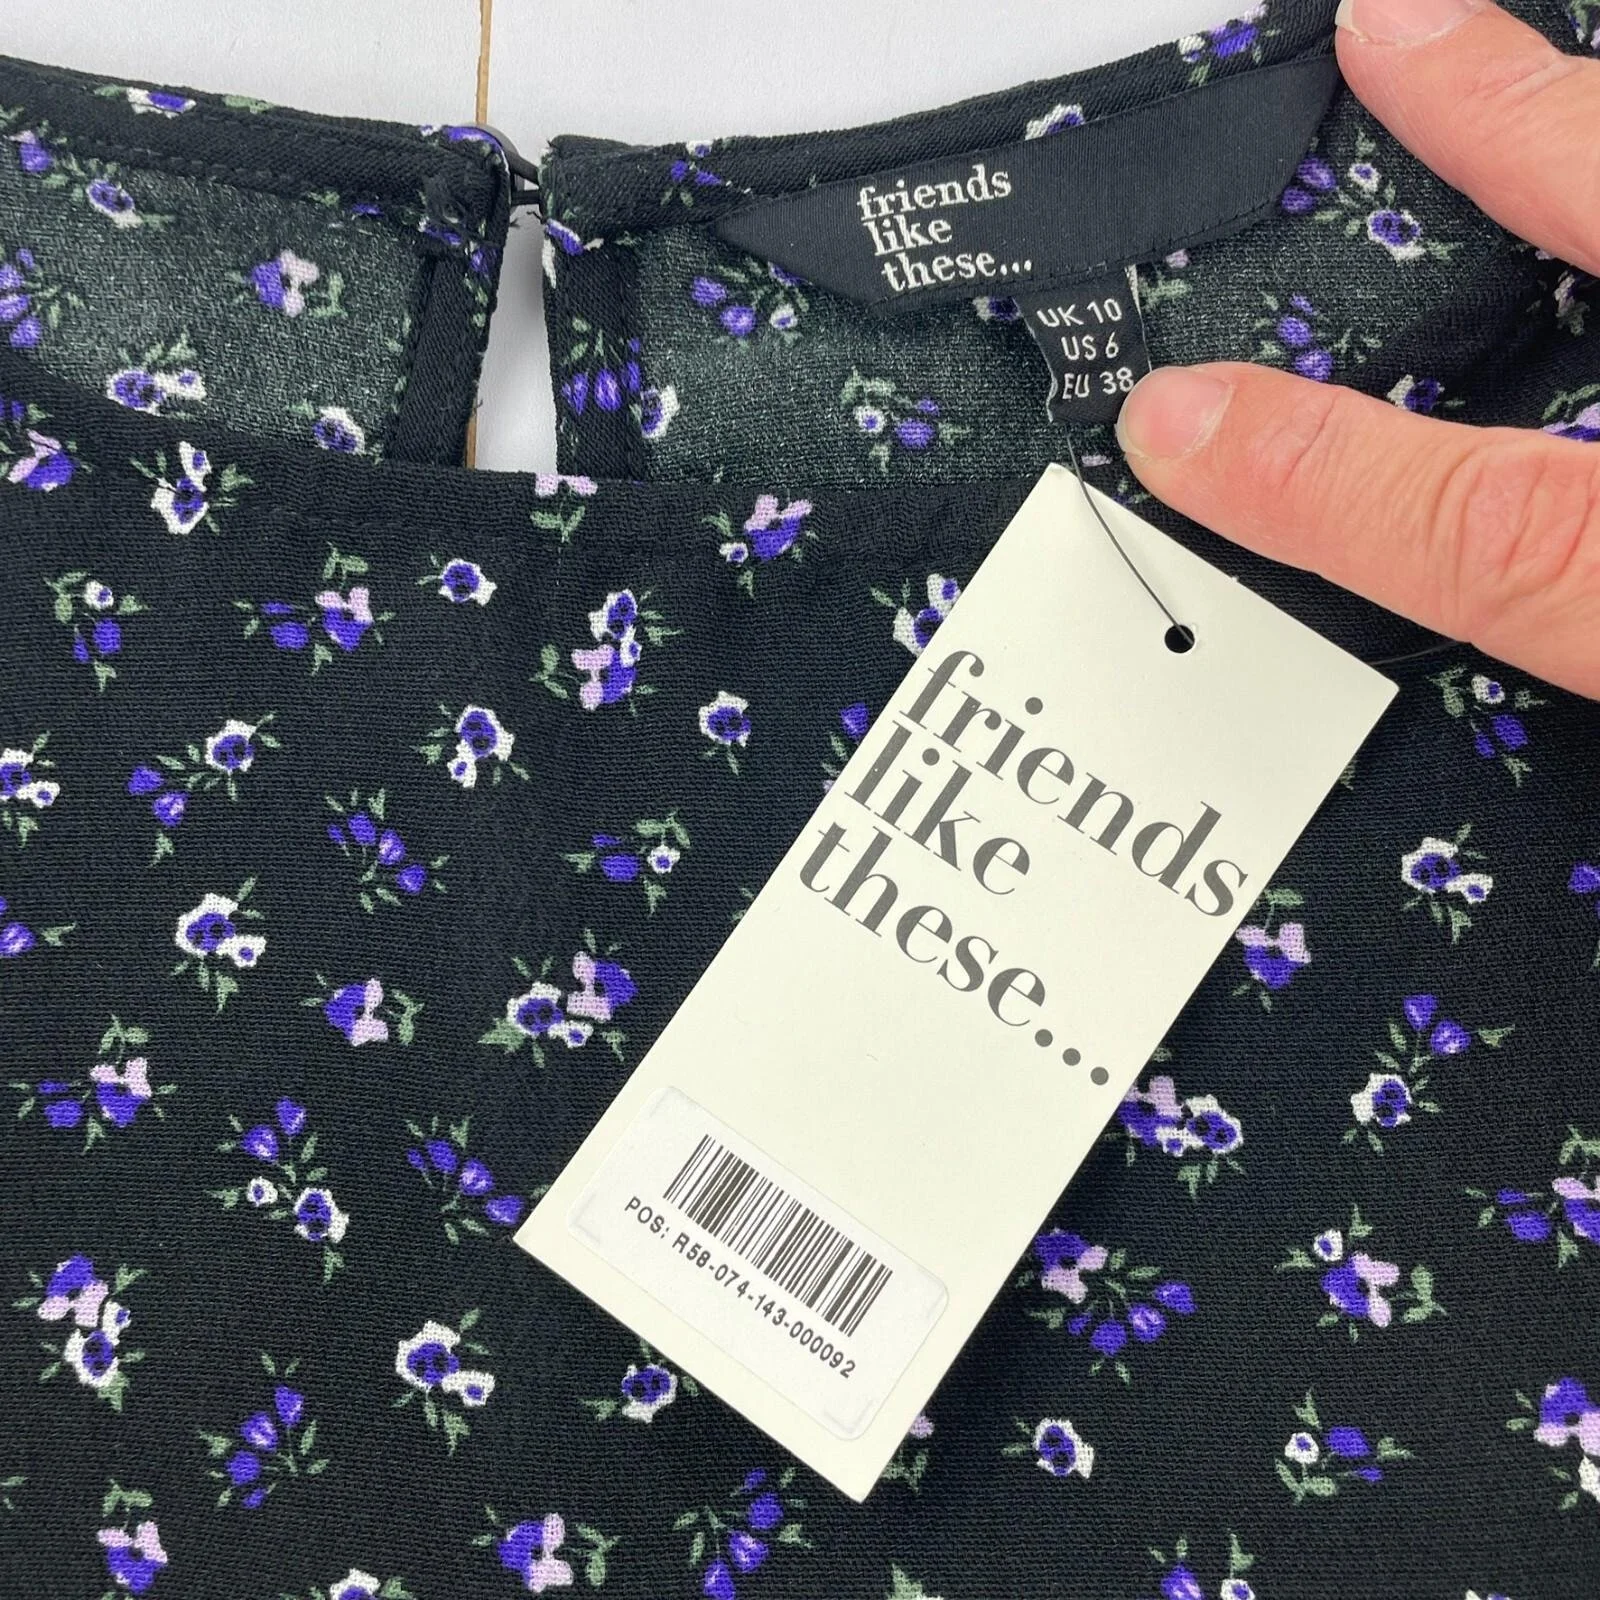 friends
like
these...
UK 10
US 6
EU 38
friends
like
these...
POS: R58-074-143-000092